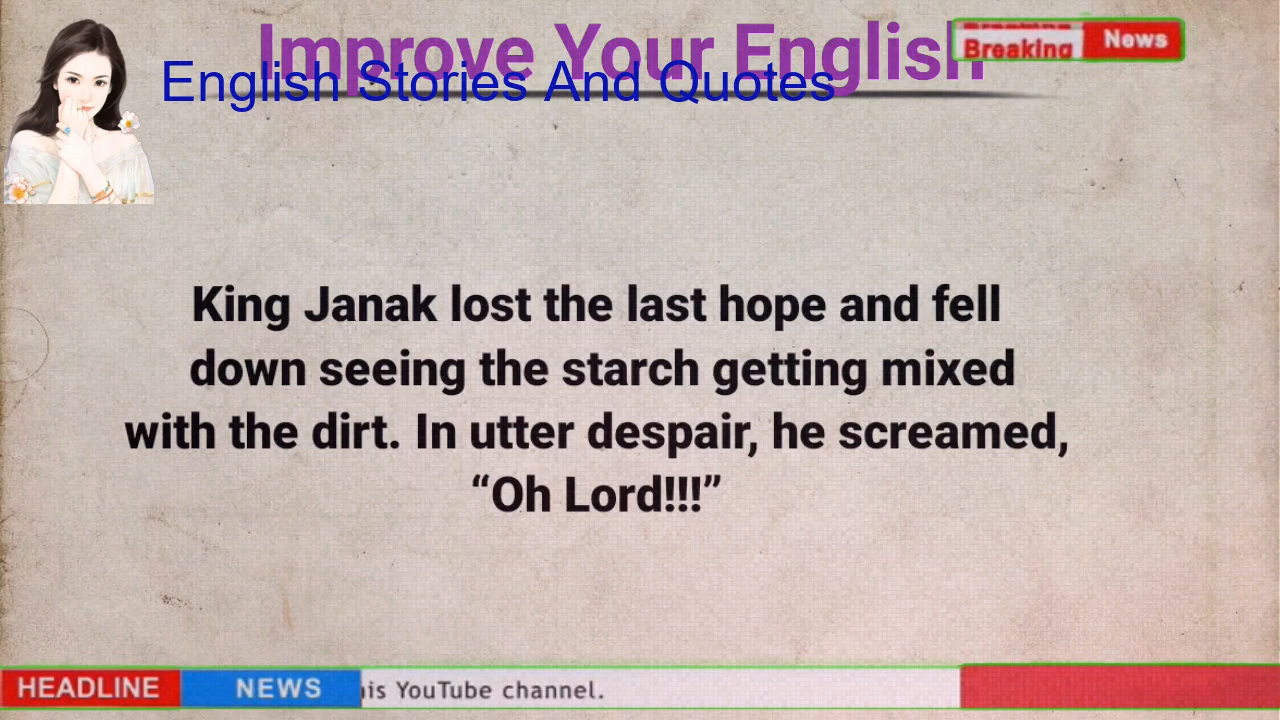 Improve Your English
English Stories And Quotes
Breaking News
King Janak lost the last hope and fell
down seeing the starch getting mixed
with the dirt. In utter despair, he screamed,
“Oh Lord!!!”
HEADLINE NEWS
YouTube channel.